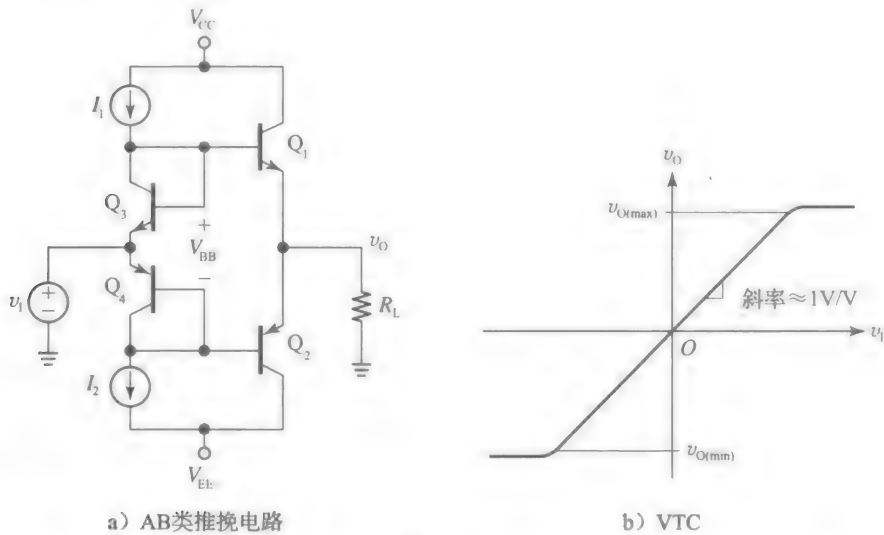 V_CC
I_1
Q_1
Q_3
+
V_BB
−
v_O
v_I
+
−
Q_4
R_L
Q_2
I_2
V_EE
a）AB类推挽电路
v_O
v_O(max)
斜率≈1V/V
O
v_I
v_O(min)
b）VTC